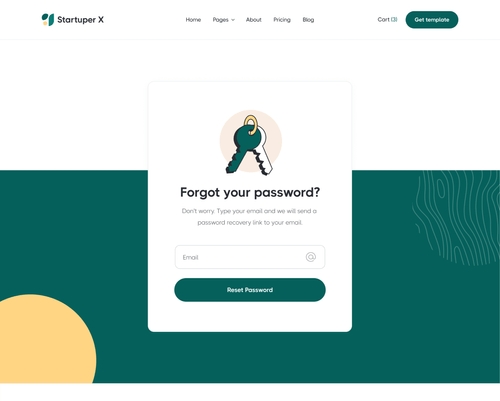 Startuper X
Home Pages About Pricing Blog
Cart (3)
Get template
Forgot your password?
Don't worry. Type your email and we will send a
password recovery link to your email.
Email
Reset Password